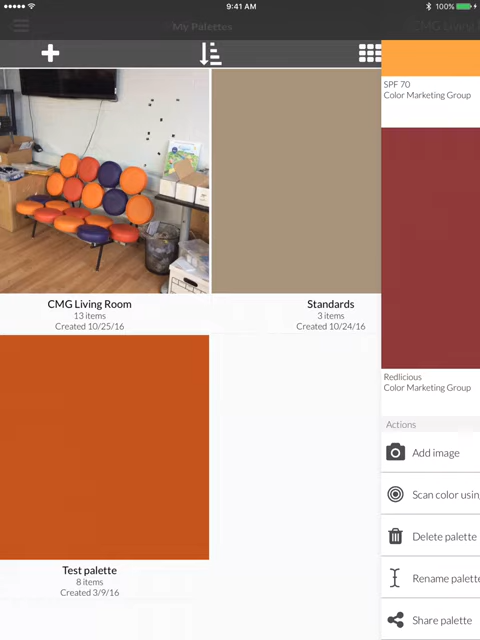 9:41 AM
100%
My Palettes
CMG Living
SPF 70
Color Marketing Group
CMG Living Room
13 items
Created 10/25/16
Standards
3 items
Created 10/24/16
Redlicious
Color Marketing Group
Actions
Add image
Scan color usin
Delete palette
Rename palett
Share palette
Test palette
8 items
Created 3/9/16